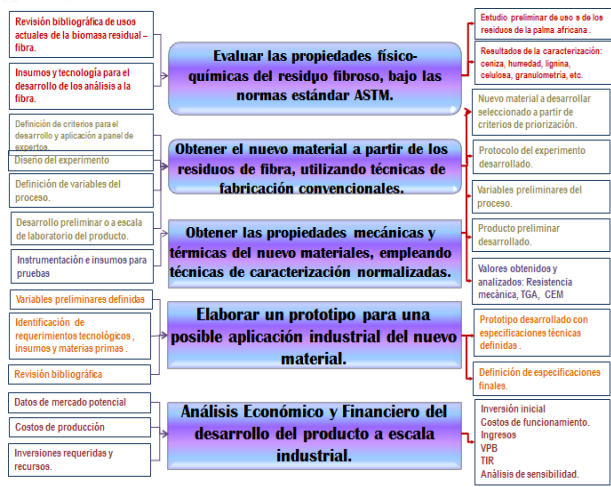 Revisión bibliográfica de usos
actuales de la biomasa residual –
fibra.
Insumos y tecnología para el
desarrollo de los análisis a la
fibra.
Evaluar las propiedades físico-
químicas del residuo fibroso, bajo las
normas estándar ASTM.
Estudio preliminar de uso s de los
residuos de la palma africana.
Resultados de la caracterización:
ceniza, humedad, lignina,
celulosa, granulometría, etc.
Definición de criterios para el
desarrollo y aplicación a panel de
expertos.
Diseño del experimento
Definición de variables del
proceso.
Desarrollo preliminar o a escala
de laboratorio del producto.
Obtener el nuevo material a partir de los
residuos de fibra, utilizando técnicas de
fabricación convencionales.
Nuevo material a desarrollar
seleccionado a partir de
criterios de priorización.
Protocolo del experimento
desarrollado.
Variables preliminares del
proceso.
Producto preliminar
desarrollado.
Instrumentación e insumos para
pruebas
Obtener las propiedades mecánicas y
térmicas del nuevo materiales, empleando
técnicas de caracterización normalizadas.
Valores obtenidos y
analizados: Resistencia
mecánica, TGA, CEM
Variables preliminares definidas
Identificación de
requerimientos tecnológicos ,
insumos y materias primas .
Revisión bibliográfica
Elaborar un prototipo para una
posible aplicación industrial del nuevo
material.
Prototipo desarrollado con
especificaciones técnicas
definidas .
Definición de especificaciones
finales.
Datos de mercado potencial
Costos de producción
Inversiones requeridas y
recursos.
Análisis Económico y Financiero del
desarrollo del producto a escala
industrial.
Inversión inicial
Costos de funcionamiento.
Ingresos
VPB
TIR
Análisis de sensibilidad.